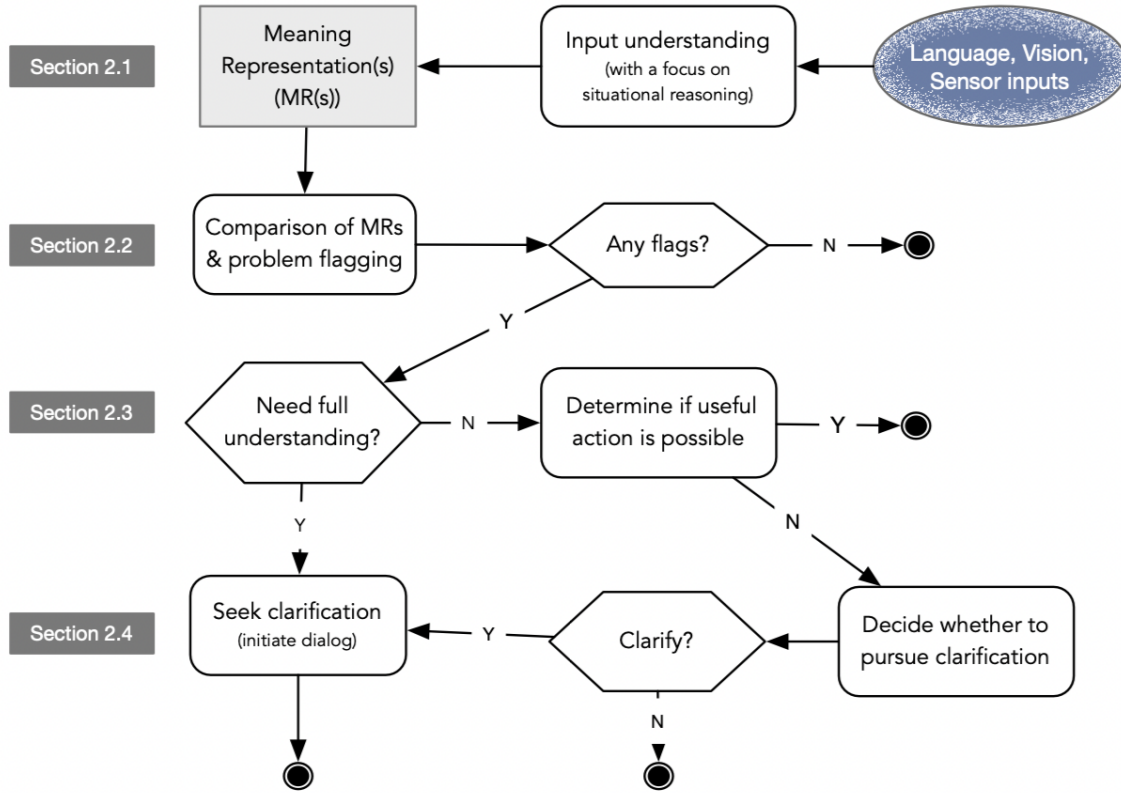 Section 2.1
Meaning
Representation(s)
(MR(s))
Input understanding
(with a focus on
situational reasoning)
Language, Vision,
Sensor inputs
Section 2.2
Comparison of MRs
& problem flagging
Any flags?
N
Y
Section 2.3
Need full
understanding?
N
Determine if useful
action is possible
Y
Y
N
Section 2.4
Seek clarification
(initiate dialog)
Y
Clarify?
Decide whether to
pursue clarification
N